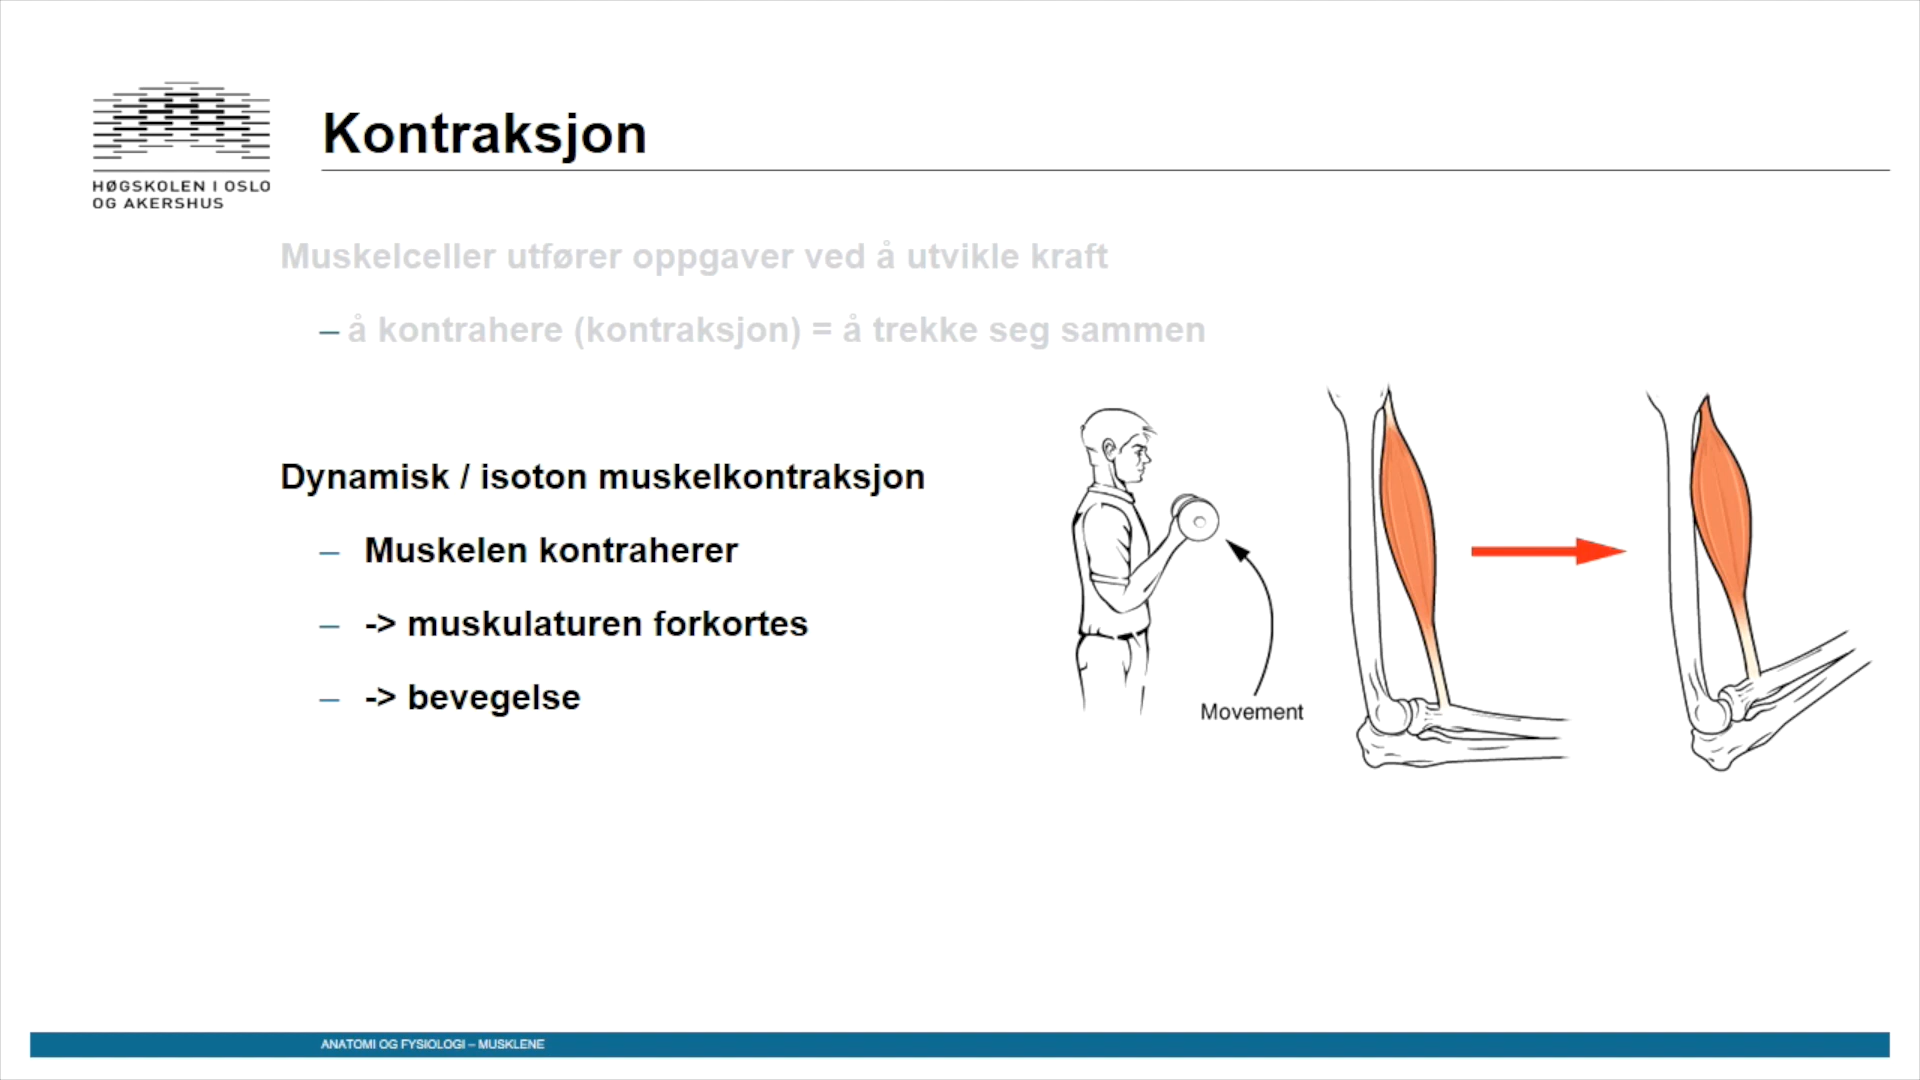 HØGSKOLEN I OSLO
OG AKERSHUS
Kontraksjon
Muskelceller utfører oppgaver ved å utvikle kraft
– å kontrahere (kontraksjon) = å trekke seg sammen
Dynamisk / isoton muskelkontraksjon
– Muskelen kontraherer
– -> muskulaturen forkortes
– -> bevegelse
Movement
ANATOMI OG FYSIOLOGI – MUSKLENE